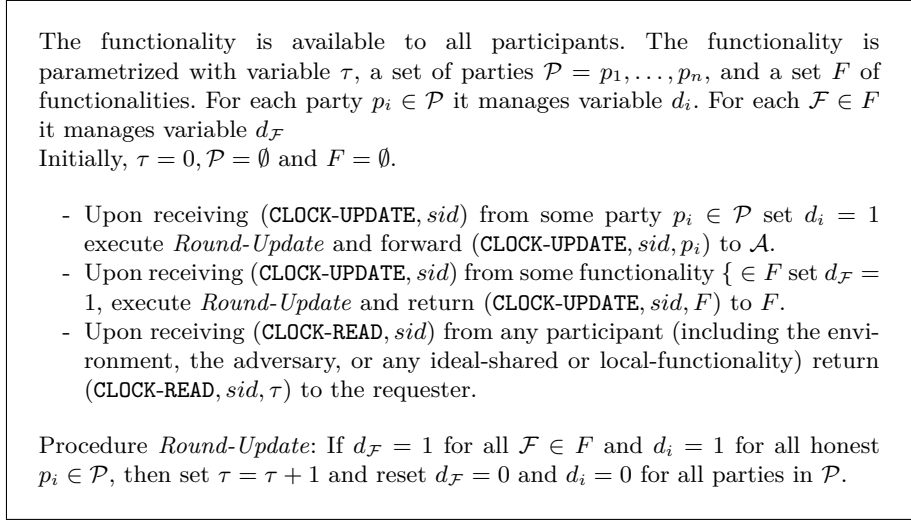 The functionality is available to all participants. The functionality is
parametrized with variable τ, a set of parties 𝒫 = p₁, . . . , pₙ, and a set F of
functionalities. For each party pᵢ ∈ 𝒫 it manages variable dᵢ. For each ℱ ∈ F
it manages variable d_ℱ
Initially, τ = 0, 𝒫 = ∅ and F = ∅.
- Upon receiving (CLOCK-UPDATE, sid) from some party pᵢ ∈ 𝒫 set dᵢ = 1
execute Round-Update and forward (CLOCK-UPDATE, sid, pᵢ) to 𝒜.
- Upon receiving (CLOCK-UPDATE, sid) from some functionality { ∈ F set d_ℱ =
1, execute Round-Update and return (CLOCK-UPDATE, sid, F) to F.
- Upon receiving (CLOCK-READ, sid) from any participant (including the envi-
ronment, the adversary, or any ideal-shared or local-functionality) return
(CLOCK-READ, sid, τ) to the requester.
Procedure Round-Update: If d_ℱ = 1 for all ℱ ∈ F and dᵢ = 1 for all honest
pᵢ ∈ 𝒫, then set τ = τ + 1 and reset d_ℱ = 0 and dᵢ = 0 for all parties in 𝒫.